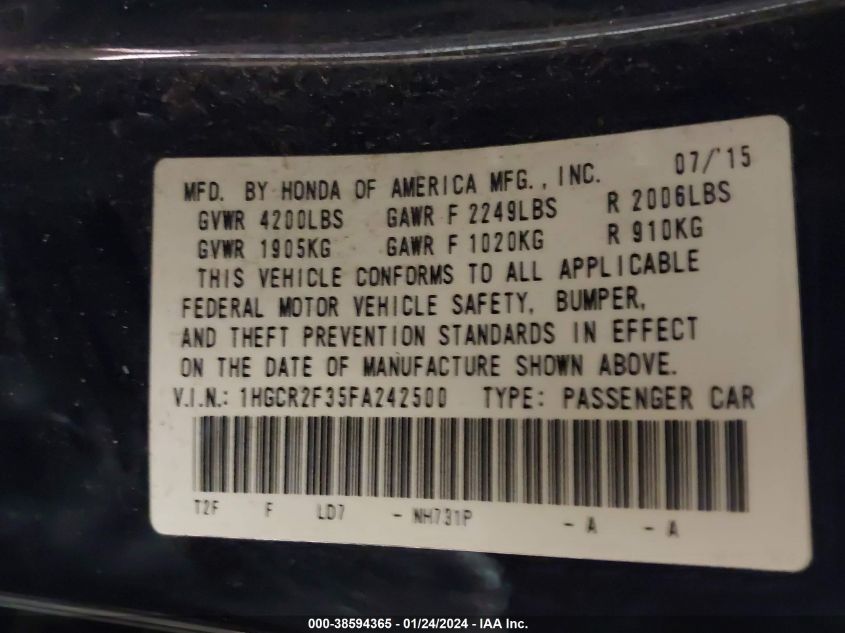 MFD. BY HONDA OF AMERICA MFG., INC. 07/'15
GVWR 4200LBS GAWR F 2249LBS R 2006LBS
GVWR 1905KG GAWR F 1020KG R 910KG
THIS VEHICLE CONFORMS TO ALL APPLICABLE
FEDERAL MOTOR VEHICLE SAFETY, BUMPER,
AND THEFT PREVENTION STANDARDS IN EFFECT
ON THE DATE OF MANUFACTURE SHOWN ABOVE.
V.I.N.: 1HGCR2F35FA242500 TYPE: PASSENGER CAR
T2F F LD7 - NH731P - A - A
000-38594365 - 01/24/2024 - IAA Inc.